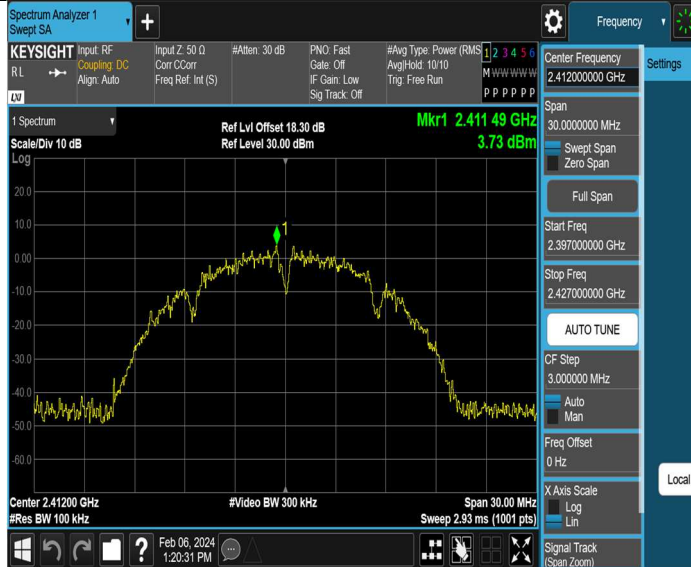 Spectrum Analyzer 1
Swept SA
+
Frequency
KEYSIGHT
RL
LXI
Input: RF
Coupling: DC
Align: Auto
Input Z: 50 Ω
Corr CCorr
Freq Ref: Int (S)
#Atten: 30 dB
PNO: Fast
Gate: Off
IF Gain: Low
Sig Track: Off
#Avg Type: Power (RMS
Avg|Hold: 10/10
Trig: Free Run
1 2 3 4 5 6
M W W W W W
P P P P P P
Center Frequency
2.412000000 GHz
Settings
Span
30.0000000 MHz
Swept Span
Zero Span
Full Span
Start Freq
2.397000000 GHz
Stop Freq
2.427000000 GHz
AUTO TUNE
CF Step
3.000000 MHz
Auto
Man
Freq Offset
0 Hz
X Axis Scale
Log
Lin
Signal Track
(Span Zoom)
Local
1 Spectrum
Scale/Div 10 dB
Ref Lvl Offset 18.30 dB
Ref Level 30.00 dBm
Mkr1 2.411 49 GHz
3.73 dBm
Log
20.0
10.0
0.00
-10.0
-20.0
-30.0
-40.0
-50.0
-60.0
1
Center 2.41200 GHz
#Res BW 100 kHz
#Video BW 300 kHz
Span 30.00 MHz
Sweep 2.93 ms (1001 pts)
?
Feb 06, 2024
1:20:31 PM